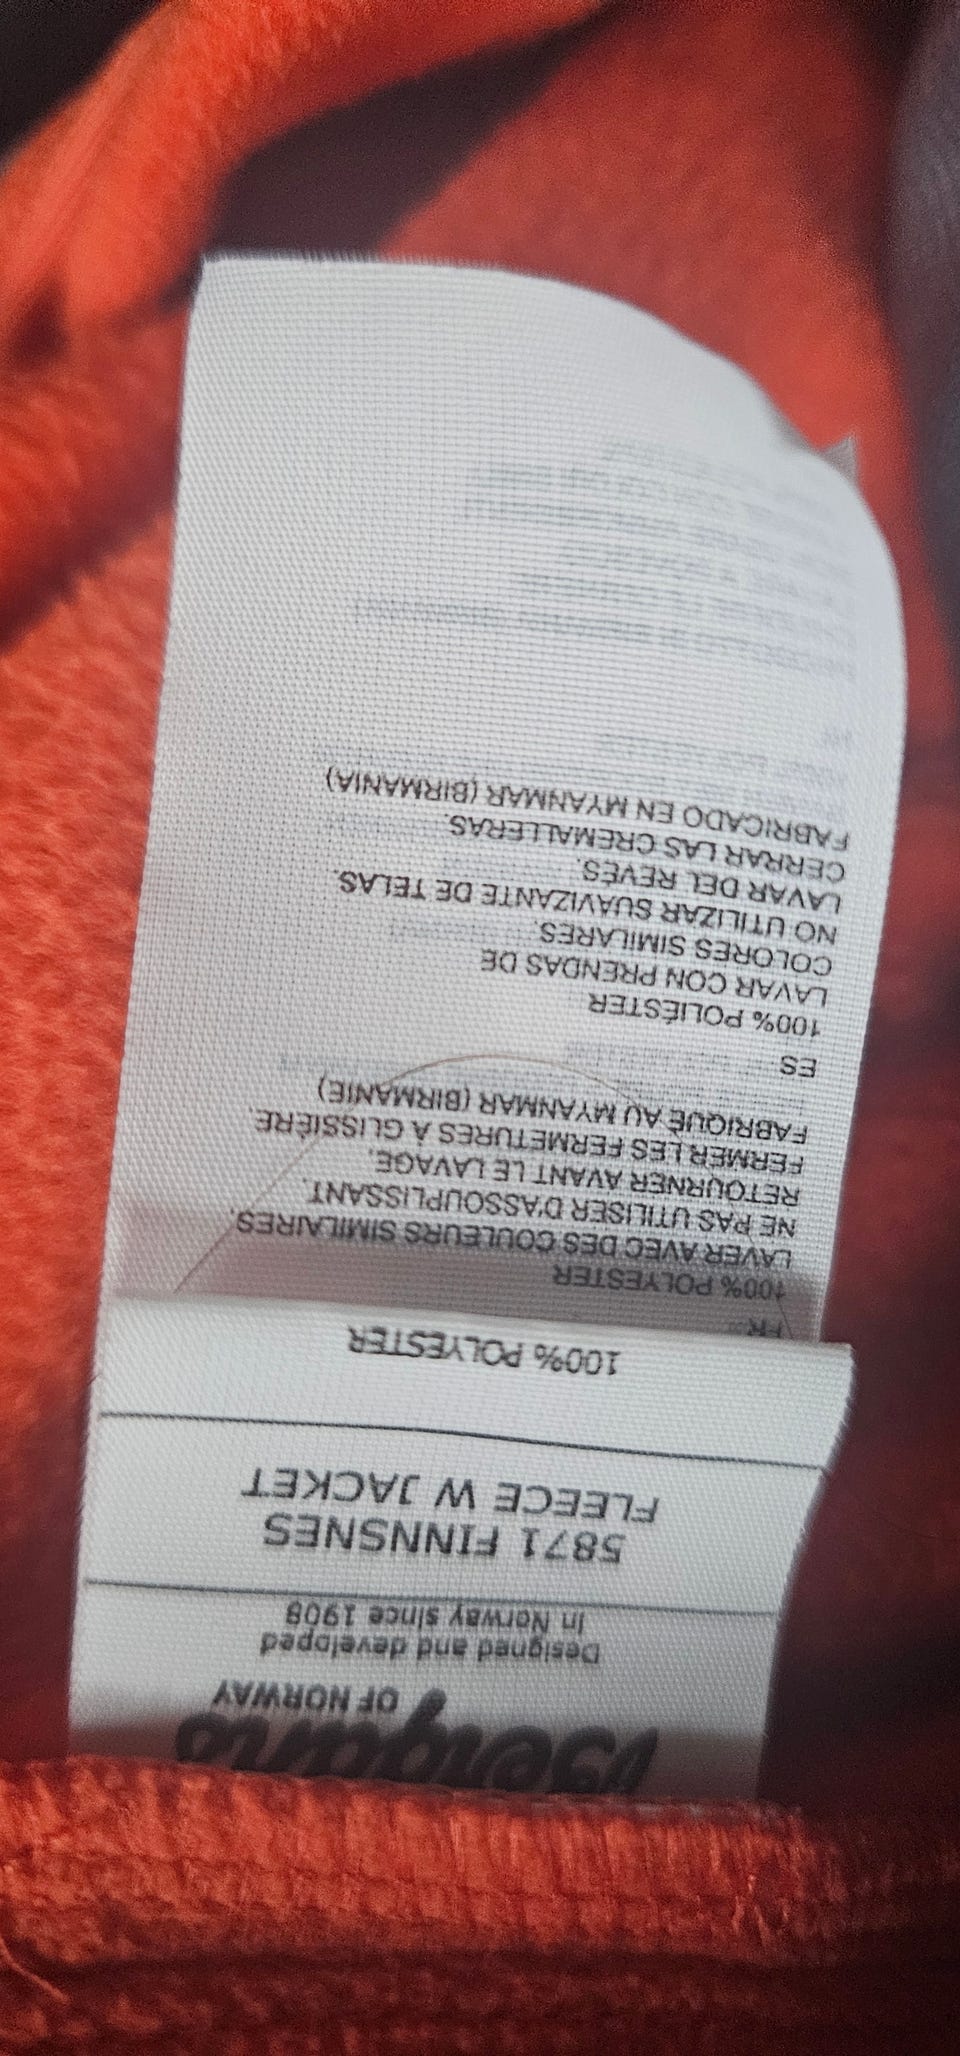 Bergans
OF NORWAY
Designed and developed
in Norway since 1908
5871 FINNSNES
FLEECE W JACKET
100% POLYESTER
FR
100% POLYESTER
LAVER AVEC DES COULEURS SIMILAIRES.
NE PAS UTILISER D'ASSOUPLISSANT.
RETOURNER AVANT LE LAVAGE.
FERMER LES FERMETURES À GLISSIÈRE.
FABRIQUÉ AU MYANMAR (BIRMANIE)
ES
100% POLIÉSTER
LAVAR CON PRENDAS DE
COLORES SIMILARES.
NO UTILIZAR SUAVIZANTE DE TELAS.
LAVAR DEL REVÉS.
CERRAR LAS CREMALLERAS.
FABRICADO EN MYANMAR (BIRMANIA)